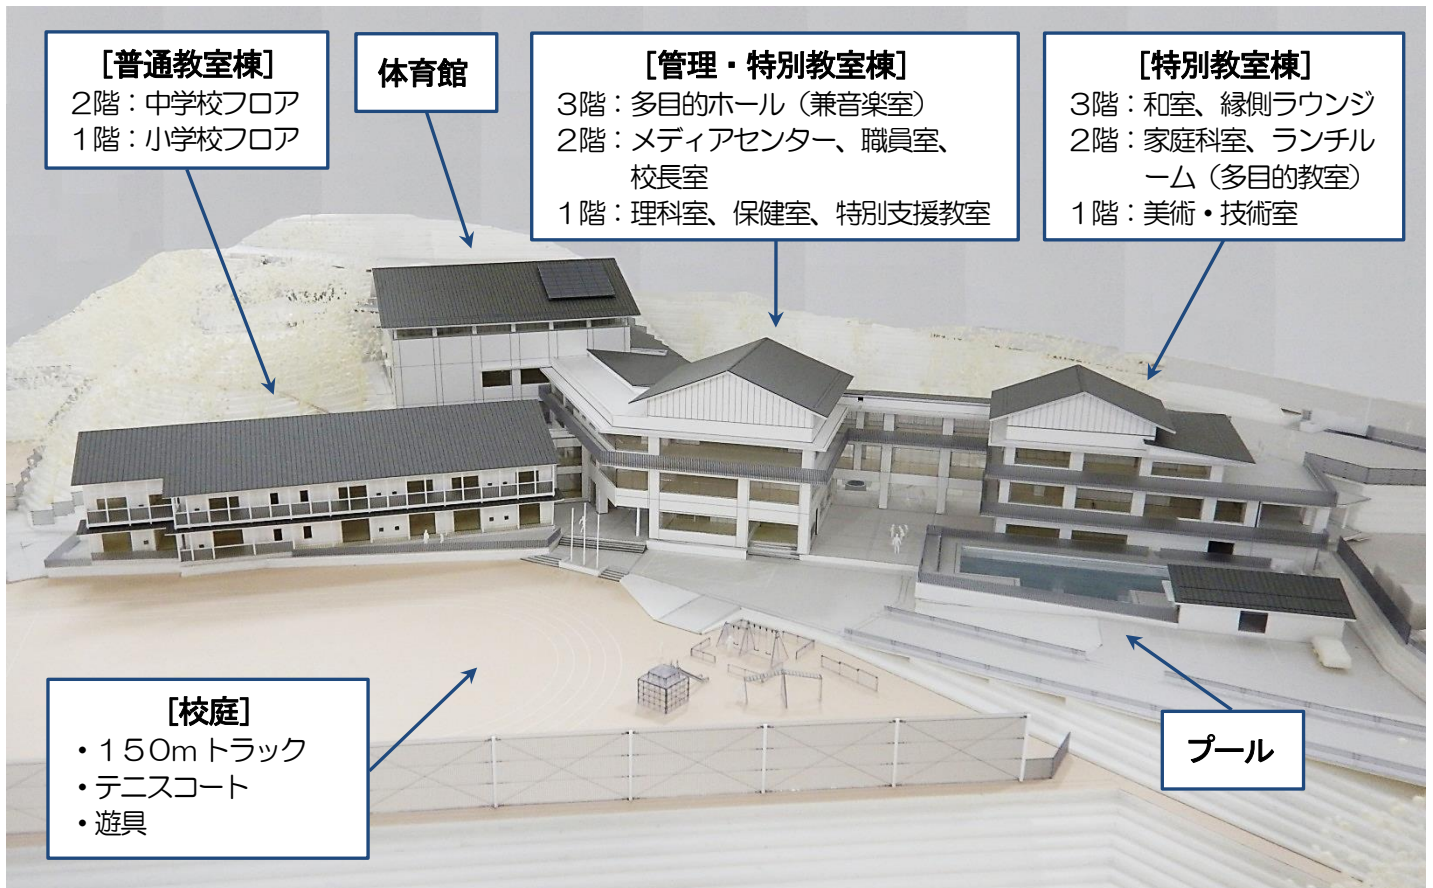 [普通教室棟]
２階：中学校フロア
１階：小学校フロア
体育館
[管理・特別教室棟]
３階：多目的ホール（兼音楽室）
２階：メディアセンター、職員室、
校長室
１階：理科室、保健室、特別支援教室
[特別教室棟]
３階：和室、縁側ラウンジ
２階：家庭科室、ランチル
ーム（多目的教室）
１階：美術・技術室
[校庭]
・１５０ｍトラック
・テニスコート
・遊具
プール